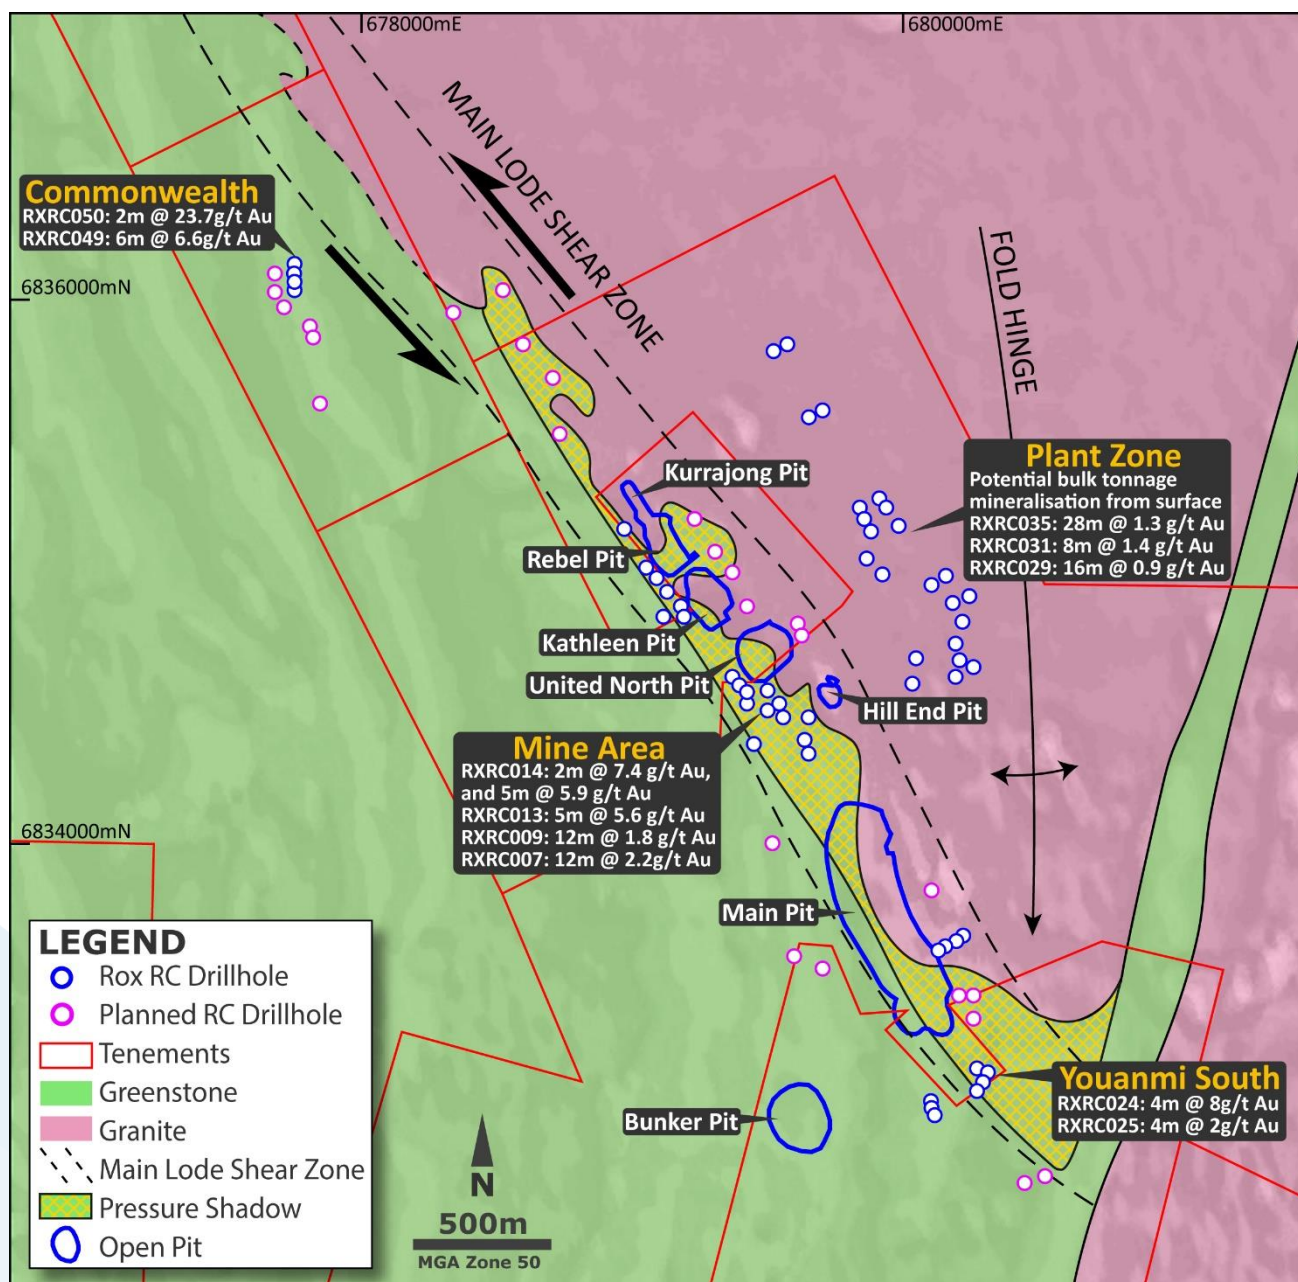 678000mE
680000mE
MAIN LODE SHEAR ZONE
Commonwealth
RXRC050: 2m @ 23.7g/t Au
RXRC049: 6m @ 6.6g/t Au
6836000mN
FOLD HINGE
Plant Zone
Potential bulk tonnage
mineralisation from surface
RXRC035: 28m @ 1.3 g/t Au
RXRC031: 8m @ 1.4 g/t Au
RXRC029: 16m @ 0.9 g/t Au
Kurrajong Pit
Rebel Pit
Kathleen Pit
United North Pit
Hill End Pit
Mine Area
RXRC014: 2m @ 7.4 g/t Au,
and 5m @ 5.9 g/t Au
RXRC013: 5m @ 5.6 g/t Au
RXRC009: 12m @ 1.8 g/t Au
RXRC007: 12m @ 2.2g/t Au
6834000mN
Main Pit
Youanmi South
RXRC024: 4m @ 8g/t Au
RXRC025: 4m @ 2g/t Au
Bunker Pit
LEGEND
Rox RC Drillhole
Planned RC Drillhole
Tenements
Greenstone
Granite
Main Lode Shear Zone
Pressure Shadow
Open Pit
N
500m
MGA Zone 50